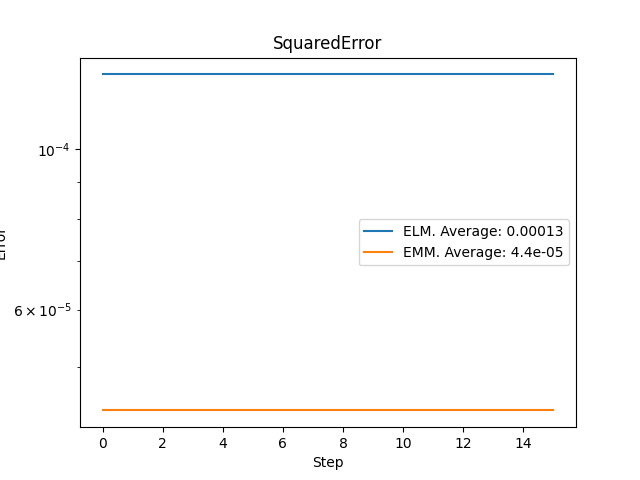 SquaredError
10⁻⁴
6 × 10⁻⁵
Error
ELM. Average: 0.00013
EMM. Average: 4.4e-05
0 2 4 6 8 10 12 14
Step